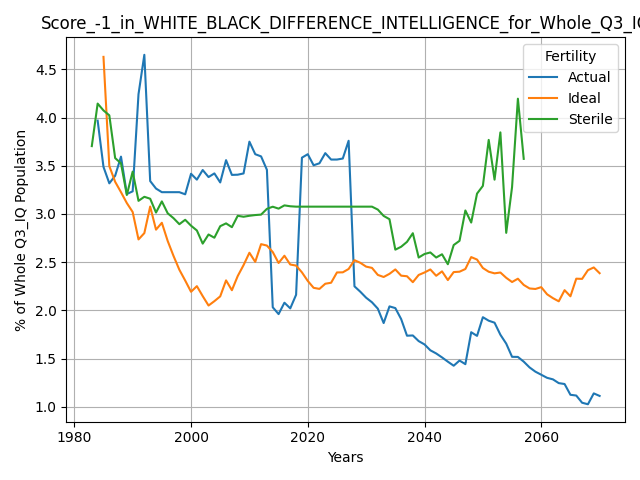 Score_-1_in_WHITE_BLACK_DIFFERENCE_INTELLIGENCE_for_Whole_Q3_IQ
Fertility
Actual
Ideal
Sterile
% of Whole Q3_IQ Population
4.5
4.0
3.5
3.0
2.5
2.0
1.5
1.0
1980 2000 2020 2040 2060
Years